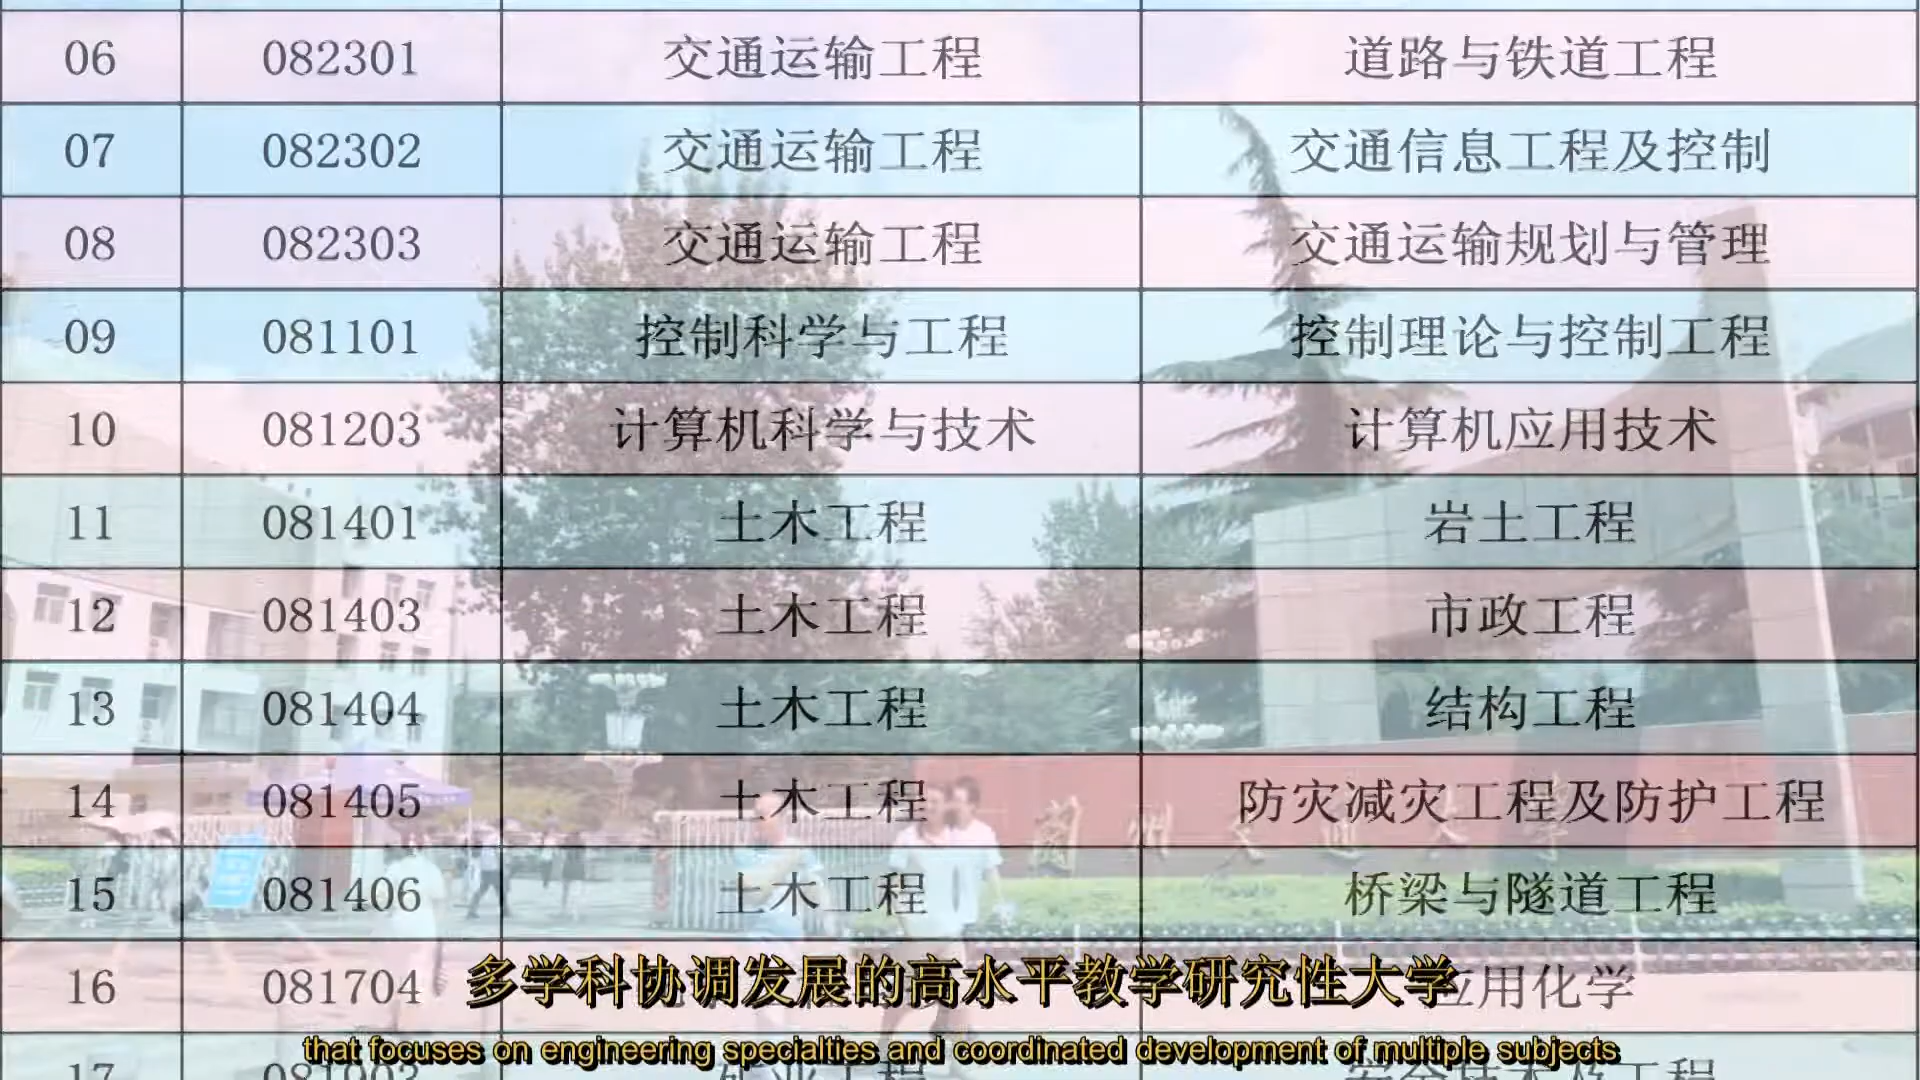 06 082301 交通运输工程 道路与铁道工程
07 082302 交通运输工程 交通信息工程及控制
08 082303 交通运输工程 交通运输规划与管理
09 081101 控制科学与工程 控制理论与控制工程
10 081203 计算机科学与技术 计算机应用技术
11 081401 土木工程 岩土工程
12 081403 土木工程 市政工程
13 081404 土木工程 结构工程
14 081405 土木工程 防灾减灾工程及防护工程
15 081406 土木工程 桥梁与隧道工程
16 081704 应用化学
多学科协调发展的高水平教学研究性大学
that focuses on engineering specialties and coordinated development of multiple subjects
17 081903